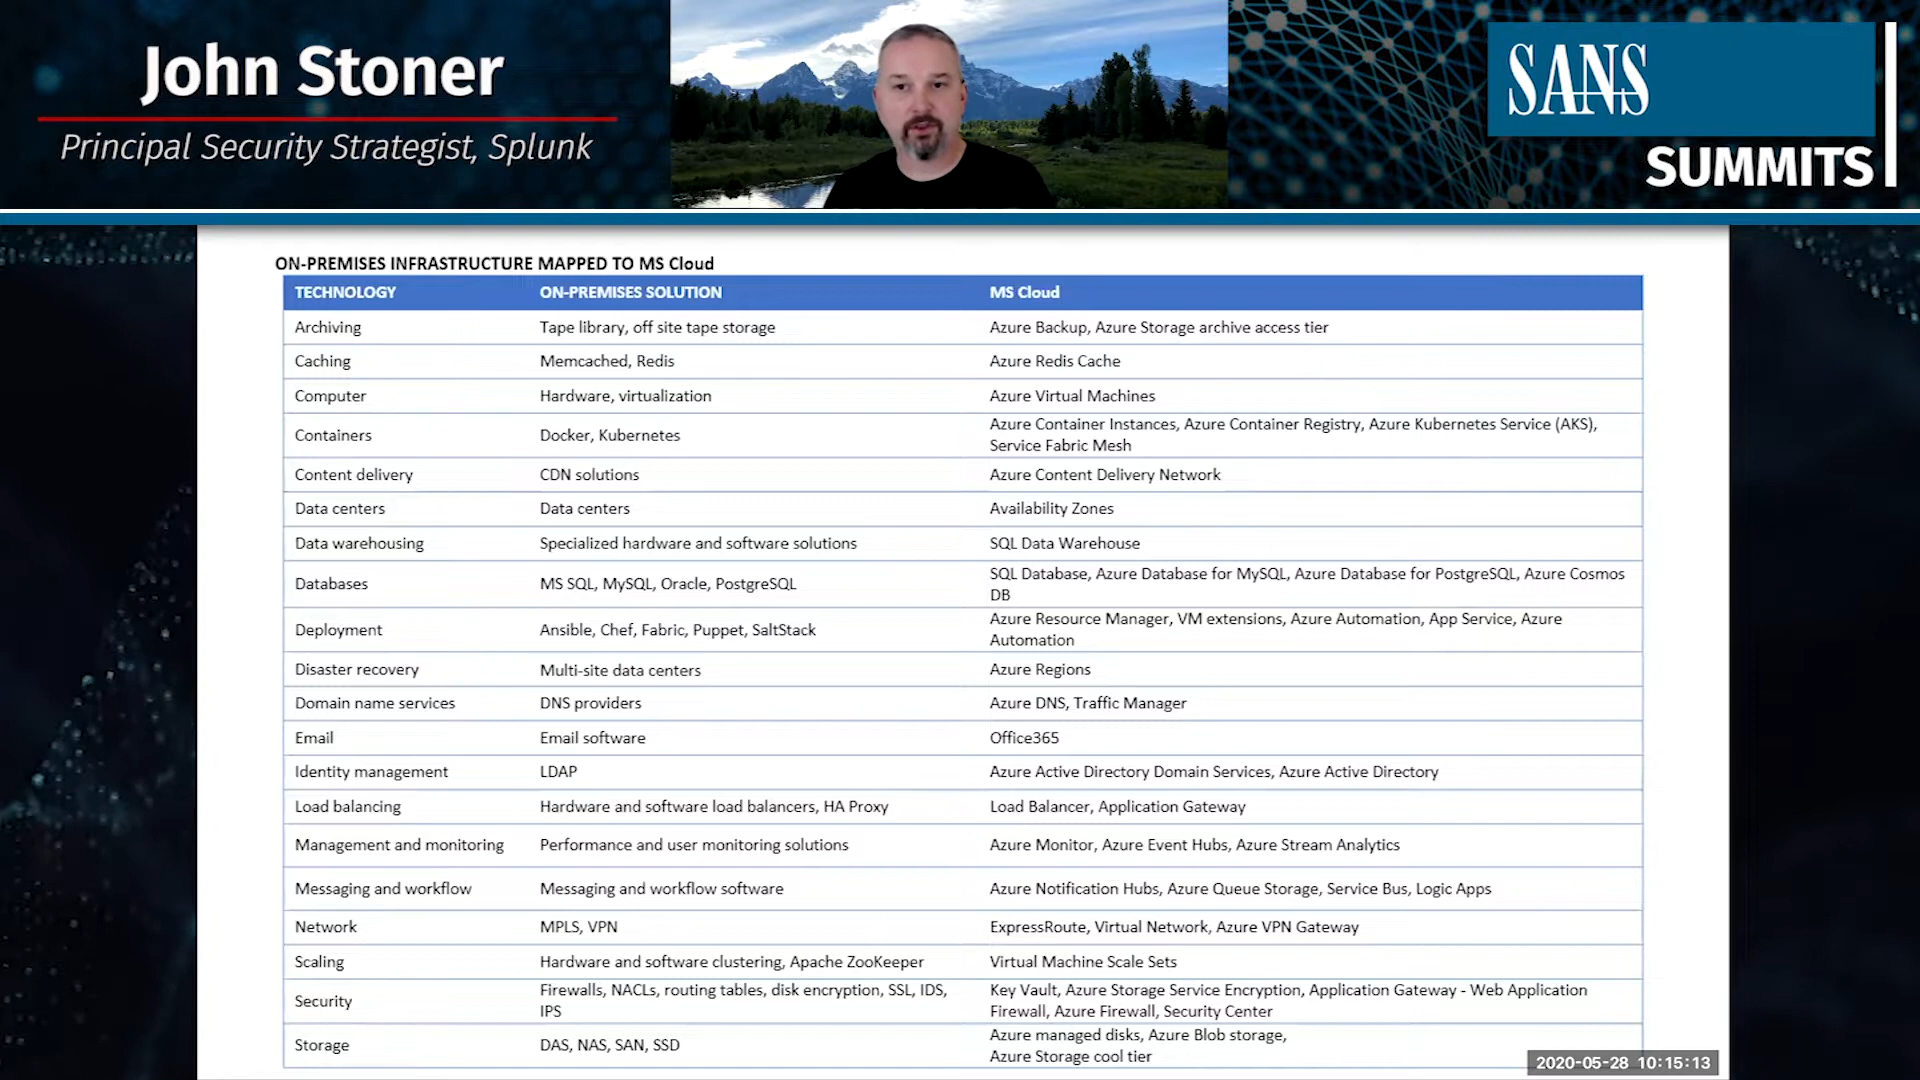 John Stoner
Principal Security Strategist, Splunk
SANS
SUMMITS
ON-PREMISES INFRASTRUCTURE MAPPED TO MS Cloud
TECHNOLOGY ON-PREMISES SOLUTION MS Cloud
Archiving Tape library, off site tape storage Azure Backup, Azure Storage archive access tier
Caching Memcached, Redis Azure Redis Cache
Computer Hardware, virtualization Azure Virtual Machines
Containers Docker, Kubernetes Azure Container Instances, Azure Container Registry, Azure Kubernetes Service (AKS),
Service Fabric Mesh
Content delivery CDN solutions Azure Content Delivery Network
Data centers Data centers Availability Zones
Data warehousing Specialized hardware and software solutions SQL Data Warehouse
Databases MS SQL, MySQL, Oracle, PostgreSQL SQL Database, Azure Database for MySQL, Azure Database for PostgreSQL, Azure Cosmos
DB
Deployment Ansible, Chef, Fabric, Puppet, SaltStack Azure Resource Manager, VM extensions, Azure Automation, App Service, Azure
Automation
Disaster recovery Multi-site data centers Azure Regions
Domain name services DNS providers Azure DNS, Traffic Manager
Email Email software Office365
Identity management LDAP Azure Active Directory Domain Services, Azure Active Directory
Load balancing Hardware and software load balancers, HA Proxy Load Balancer, Application Gateway
Management and monitoring Performance and user monitoring solutions Azure Monitor, Azure Event Hubs, Azure Stream Analytics
Messaging and workflow Messaging and workflow software Azure Notification Hubs, Azure Queue Storage, Service Bus, Logic Apps
Network MPLS, VPN ExpressRoute, Virtual Network, Azure VPN Gateway
Scaling Hardware and software clustering, Apache ZooKeeper Virtual Machine Scale Sets
Security Firewalls, NACLs, routing tables, disk encryption, SSL, IDS, Key Vault, Azure Storage Service Encryption, Application Gateway - Web Application
IPS Firewall, Azure Firewall, Security Center
Storage DAS, NAS, SAN, SSD Azure managed disks, Azure Blob storage,
Azure Storage cool tier
2020-05-28 10:15:13